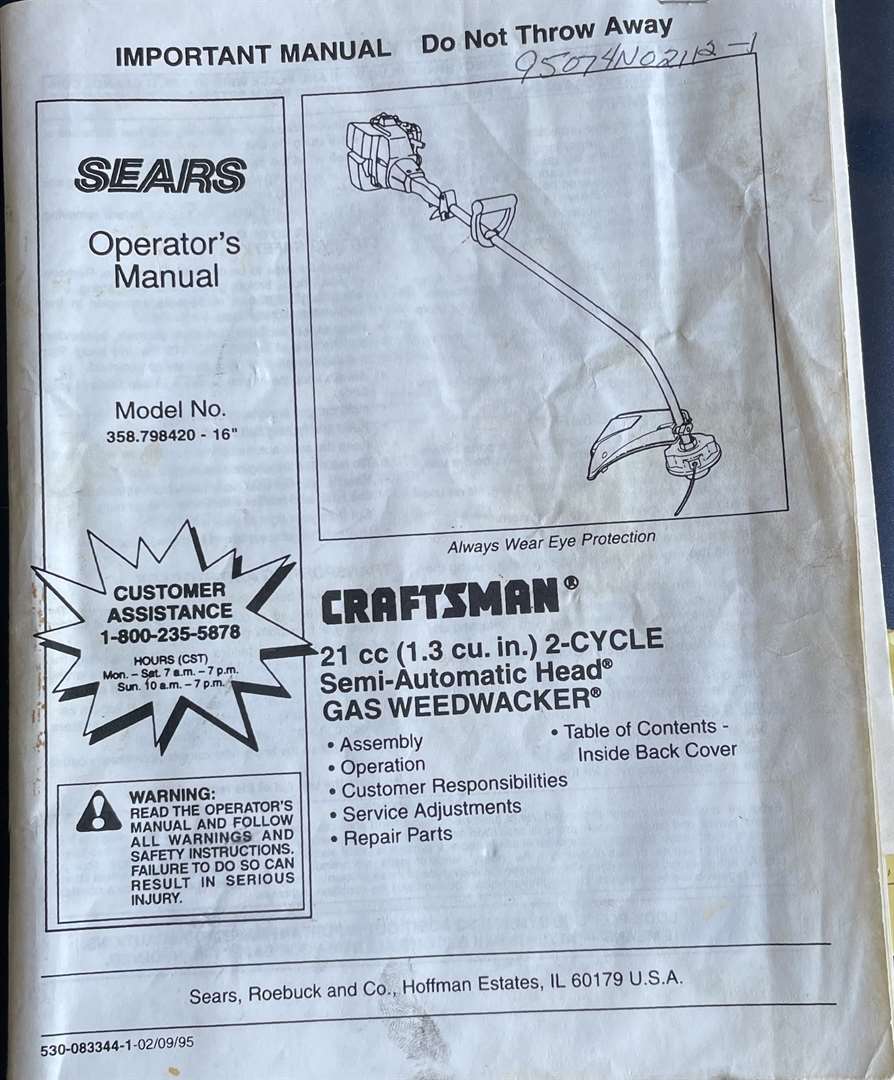 IMPORTANT MANUAL Do Not Throw Away
95074N02112-1
SEARS
Operator's
Manual
Model No.
358.798420 - 16"
CUSTOMER
ASSISTANCE
1-800-235-5878
HOURS (CST)
Mon. – Sat. 7 a.m. – 7 p.m.
Sun. 10 a.m. – 7 p.m.
WARNING:
READ THE OPERATOR'S
MANUAL AND FOLLOW
ALL WARNINGS AND
SAFETY INSTRUCTIONS.
FAILURE TO DO SO CAN
RESULT IN SERIOUS
INJURY.
Always Wear Eye Protection
CRAFTSMAN®
21 cc (1.3 cu. in.) 2-CYCLE
Semi-Automatic Head®
GAS WEEDWACKER®
• Assembly
• Operation
• Customer Responsibilities
• Service Adjustments
• Repair Parts
• Table of Contents -
Inside Back Cover
Sears, Roebuck and Co., Hoffman Estates, IL 60179 U.S.A.
530-083344-1-02/09/95